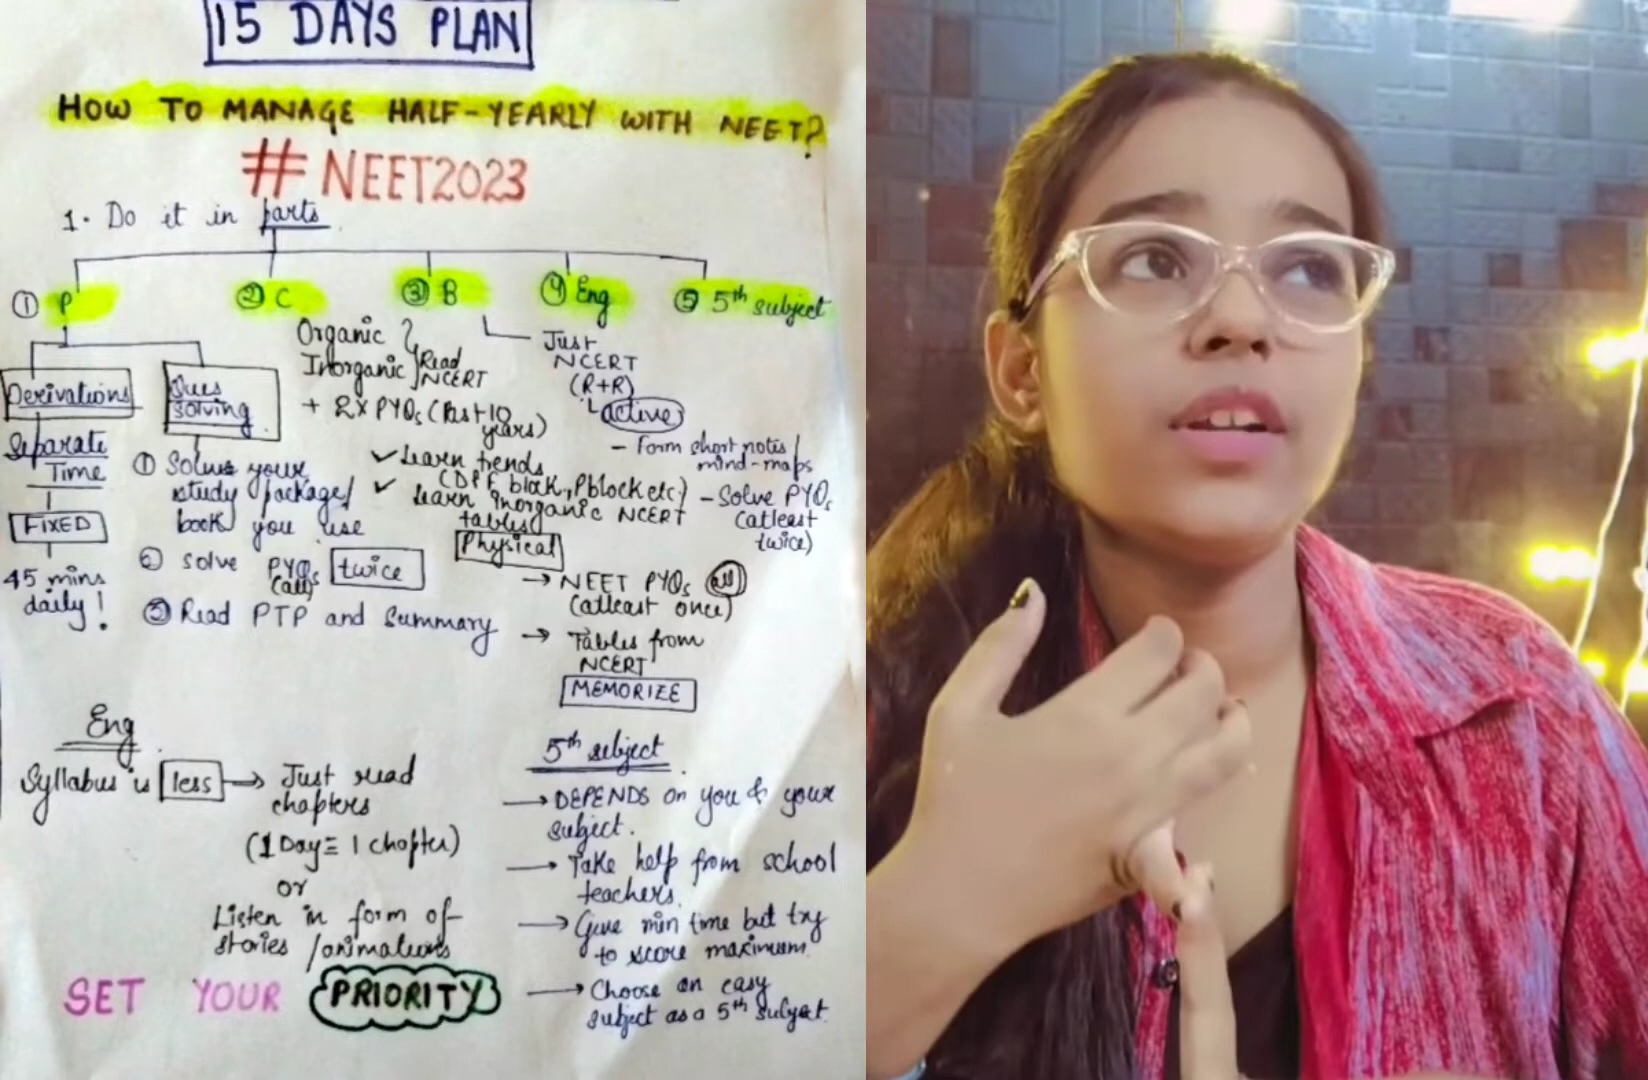 15 DAYS PLAN
HOW TO MANAGE HALF-YEARLY WITH NEET?
#NEET2023
1. Do it in parts
① P
② C
③ B
④ Eng
⑤ 5th subject
Derivations
Separate
Time
FIXED
45 mins
daily!
Ques
solving
① Solve your
study package/
book you use
② solve PYQs twice
(all)
③ Read PTP and Summary
Organic
Inorganic
Read
NCERT
+ 2x PYQs (Past 10
years)
✓ Learn trends
(D F block, P block etc)
✓ Learn inorganic NCERT
tables
Physical
→ NEET PYQs (all)
(atleast once)
→ Tables from
NCERT
MEMORIZE
Just
NCERT
(R+R)
active
- Form short notes/
mind-maps
- Solve PYQs
(atleast
twice)
Eng
Syllabus is less → Just read
chapters
(1 Day = 1 chapter)
or
Listen in form of
stories /animations
5th subject
→ DEPENDS on you & your
subject.
→ Take help from school
teachers.
→ Give min time but try
to score maximum.
→ Choose an easy
subject as a 5th subject.
SET YOUR PRIORITY